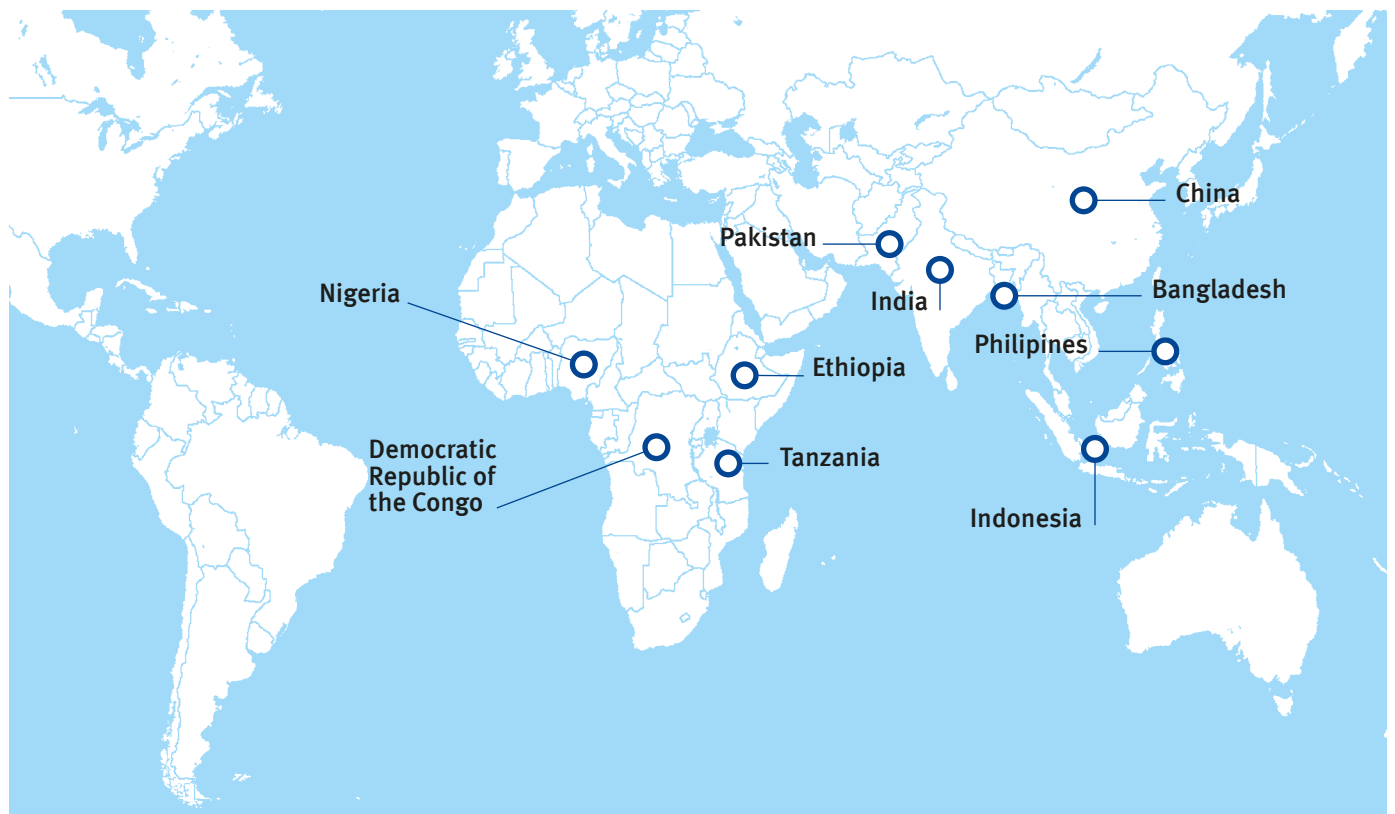 China
Pakistan
Nigeria
India
Bangladesh
Philipines
Ethiopia
Democratic
Republic of
the Congo
Tanzania
Indonesia